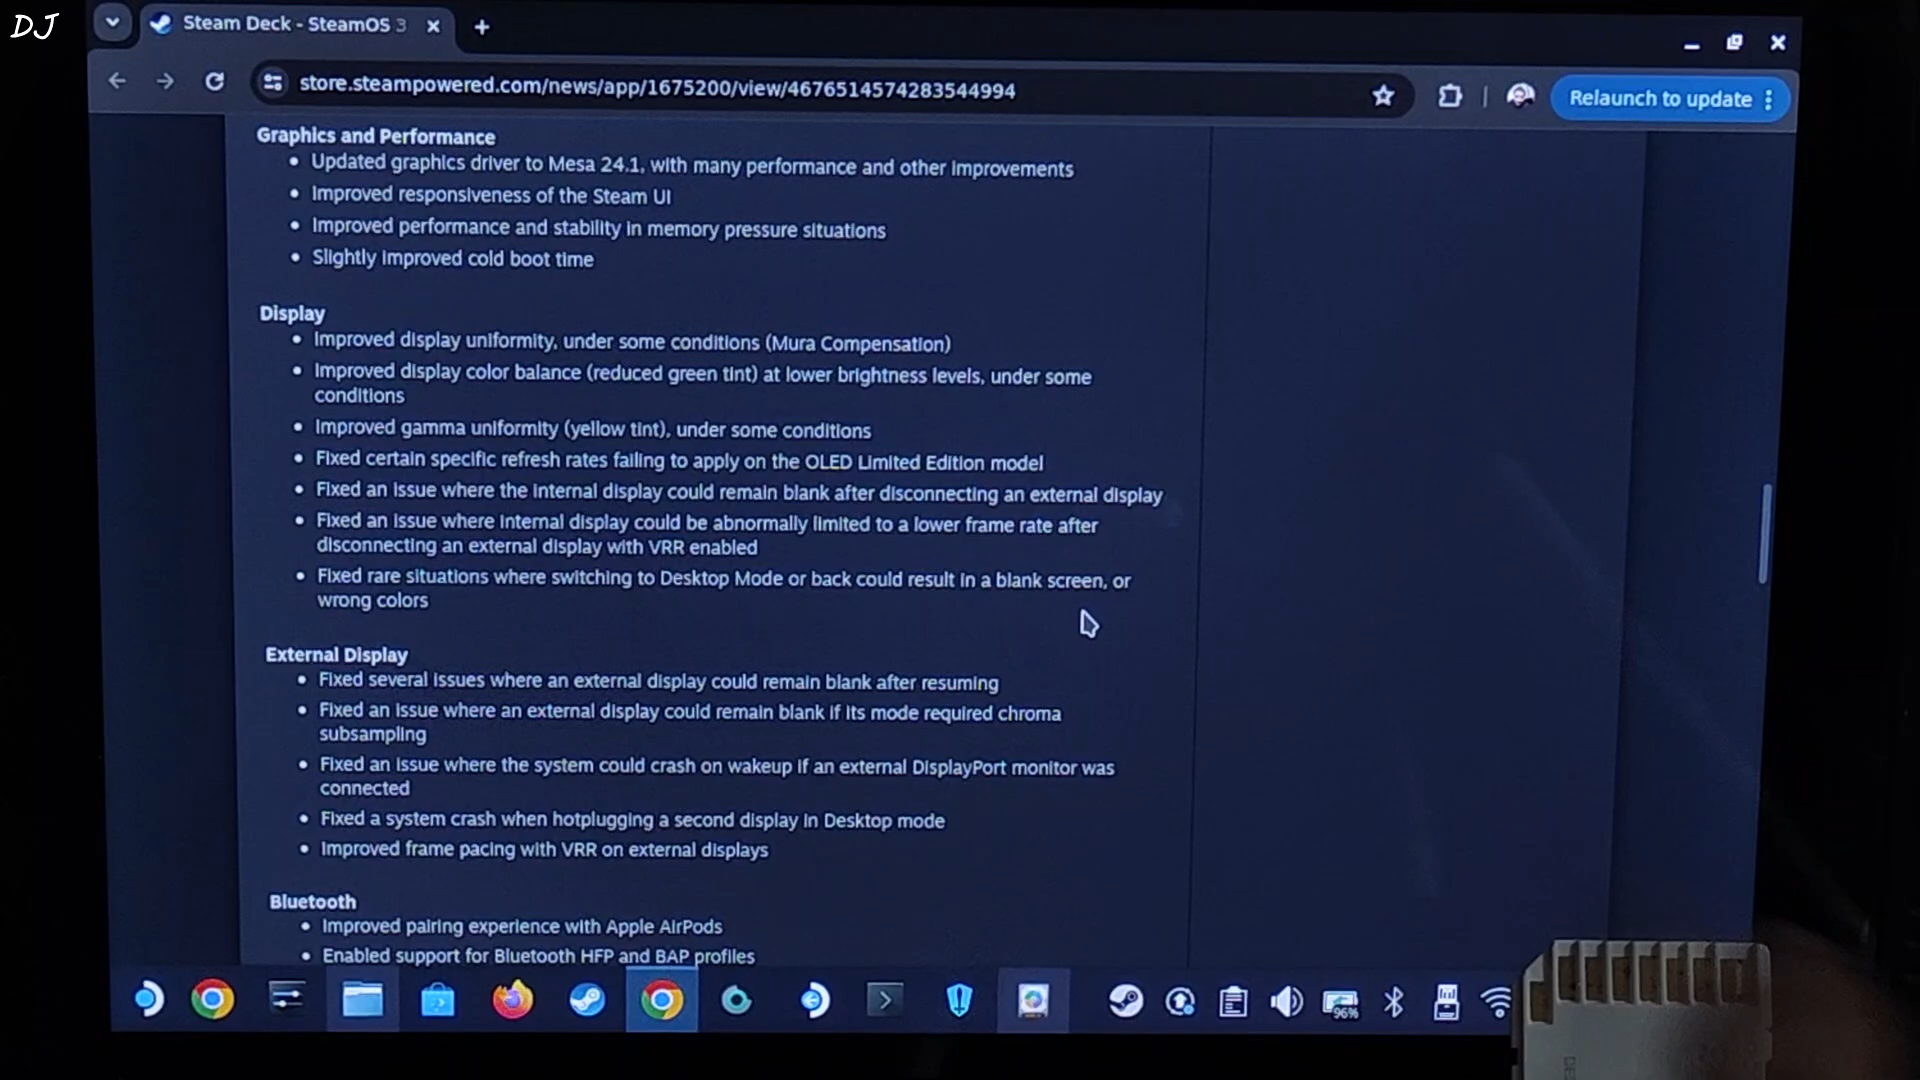 DJ
Steam Deck - SteamOS 3
store.steampowered.com/news/app/1675200/view/4676514574283544994
Relaunch to update
Graphics and Performance
• Updated graphics driver to Mesa 24.1, with many performance and other improvements
• Improved responsiveness of the Steam UI
• Improved performance and stability in memory pressure situations
• Slightly improved cold boot time
Display
• Improved display uniformity, under some conditions (Mura Compensation)
• Improved display color balance (reduced green tint) at lower brightness levels, under some
conditions
• Improved gamma uniformity (yellow tint), under some conditions
• Fixed certain specific refresh rates failing to apply on the OLED Limited Edition model
• Fixed an issue where the internal display could remain blank after disconnecting an external display
• Fixed an issue where internal display could be abnormally limited to a lower frame rate after
disconnecting an external display with VRR enabled
• Fixed rare situations where switching to Desktop Mode or back could result in a blank screen, or
wrong colors
External Display
• Fixed several issues where an external display could remain blank after resuming
• Fixed an issue where an external display could remain blank if its mode required chroma
subsampling
• Fixed an issue where the system could crash on wakeup if an external DisplayPort monitor was
connected
• Fixed a system crash when hotplugging a second display in Desktop mode
• Improved frame pacing with VRR on external displays
Bluetooth
• Improved pairing experience with Apple AirPods
• Enabled support for Bluetooth HFP and BAP profiles
96%